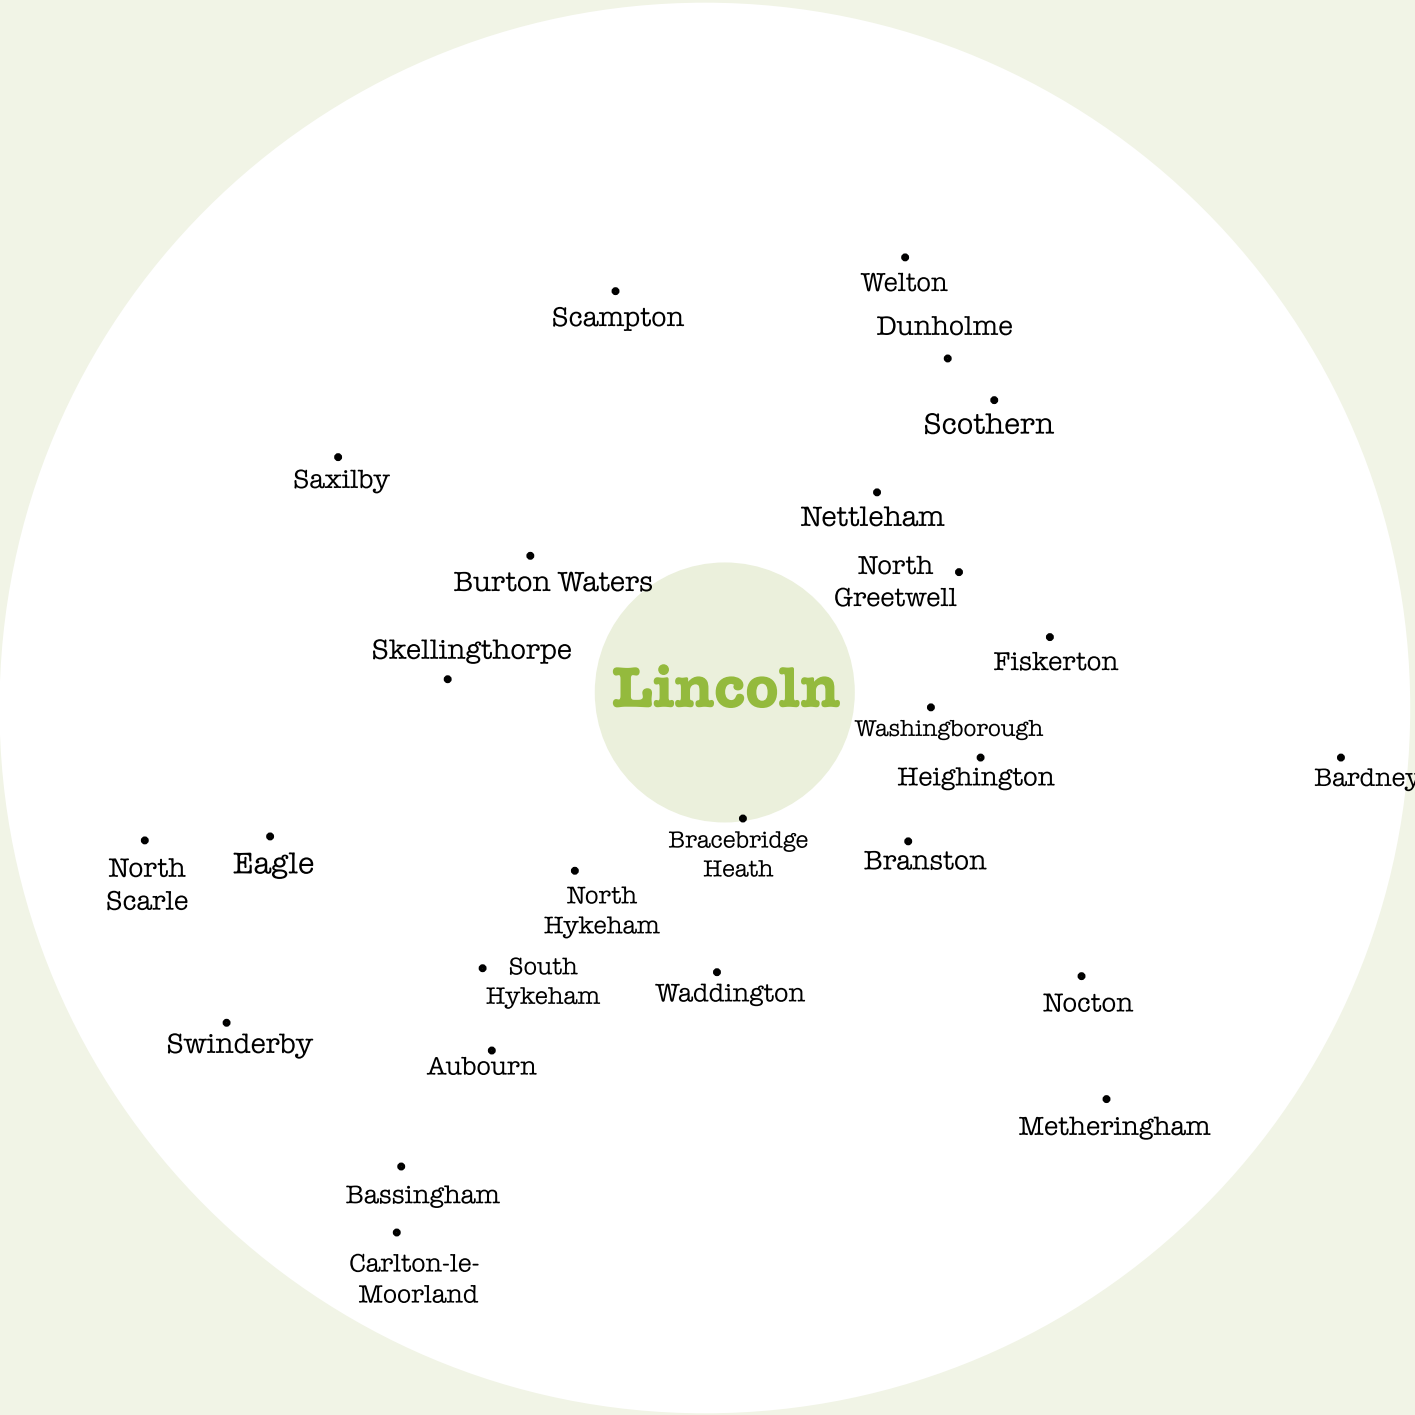 Welton
Scampton
Dunholme
Scothern
Saxilby
Nettleham
North
Greetwell
Burton Waters
Skellingthorpe
Fiskerton
Lincoln
Washingborough
Heighington
Bardney
Bracebridge
Heath
Branston
North
Scarle
Eagle
North
Hykeham
South
Hykeham
Waddington
Nocton
Swinderby
Aubourn
Metheringham
Bassingham
Carlton-le-
Moorland